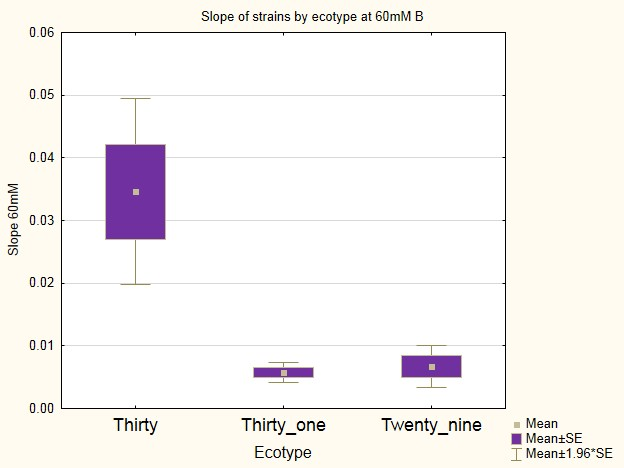 Slope of strains by ecotype at 60mM B
0.06
0.05
0.04
0.03
0.02
0.01
0.00
Slope 60mM
Thirty Thirty_one Twenty_nine
Ecotype
Mean
Mean±SE
Mean±1.96*SE